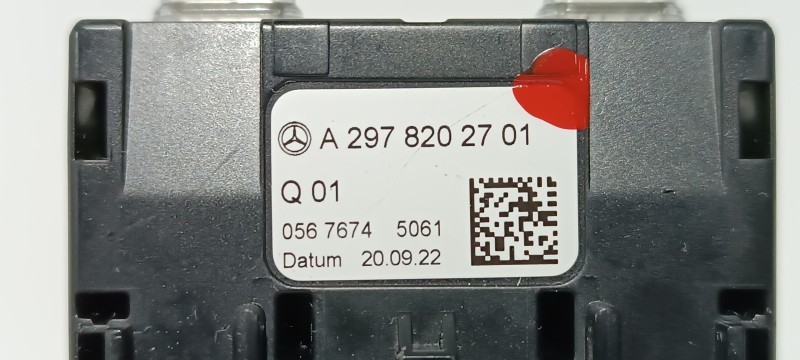 A 297 820 27 01
Q 01
056 7674 5061
Datum 20.09.22